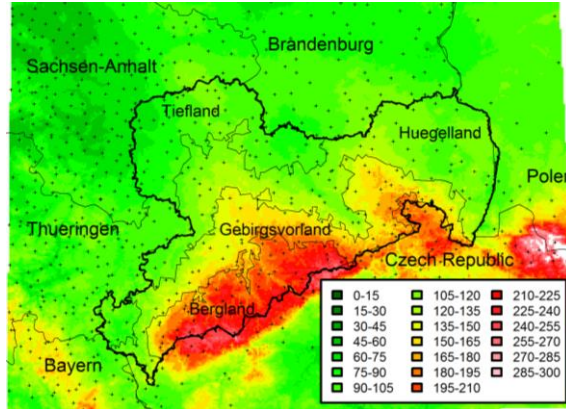 Brandenburg
Sachsen-Anhalt
Tiefland
Huegelland
Polen
Thueringen
Gebirgsvorland
Czech Republic
Bergland
Bayern
0-15
15-30
30-45
45-60
60-75
75-90
90-105
105-120
120-135
135-150
150-165
165-180
180-195
195-210
210-225
225-240
240-255
255-270
270-285
285-300